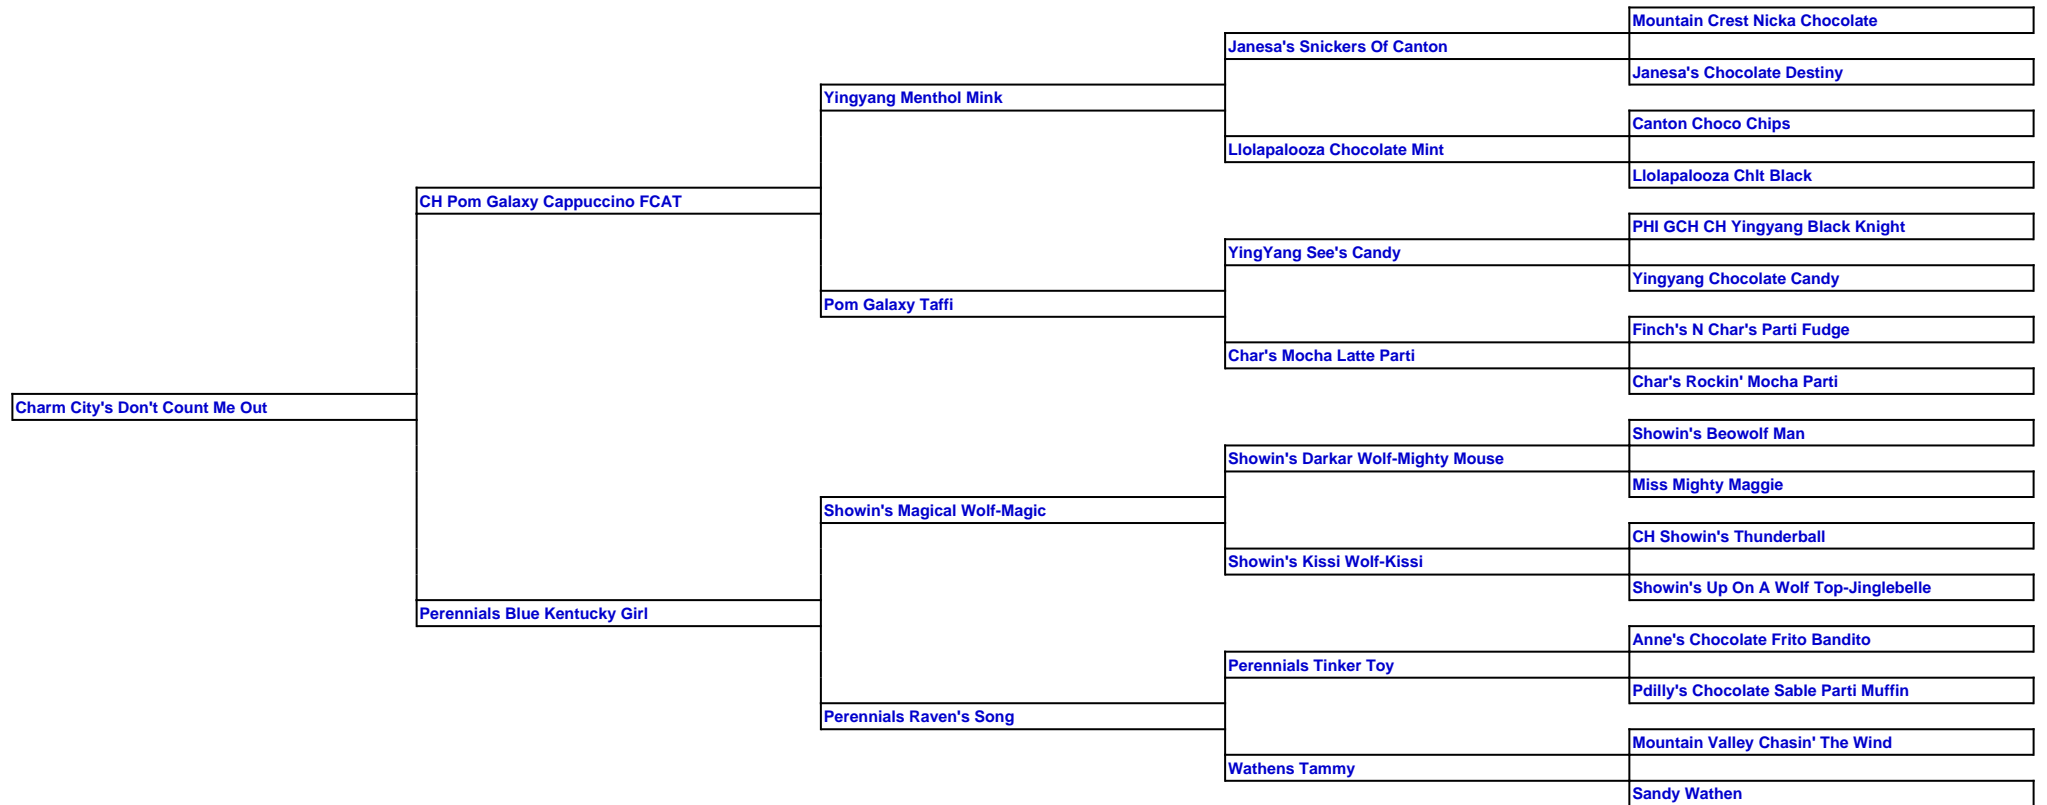 Mountain Crest Nicka Chocolate
Janesa's Snickers Of Canton
Janesa's Chocolate Destiny
Yingyang Menthol Mink
Canton Choco Chips
Llolapalooza Chocolate Mint
Llolapalooza Chlt Black
CH Pom Galaxy Cappuccino FCAT
PHI GCH CH Yingyang Black Knight
YingYang See's Candy
Yingyang Chocolate Candy
Pom Galaxy Taffi
Finch's N Char's Parti Fudge
Char's Mocha Latte Parti
Char's Rockin' Mocha Parti
Charm City's Don't Count Me Out
Showin's Beowolf Man
Showin's Darkar Wolf-Mighty Mouse
Miss Mighty Maggie
Showin's Magical Wolf-Magic
CH Showin's Thunderball
Showin's Kissi Wolf-Kissi
Showin's Up On A Wolf Top-Jinglebelle
Perennials Blue Kentucky Girl
Anne's Chocolate Frito Bandito
Perennials Tinker Toy
Pdilly's Chocolate Sable Parti Muffin
Perennials Raven's Song
Mountain Valley Chasin' The Wind
Wathens Tammy
Sandy Wathen